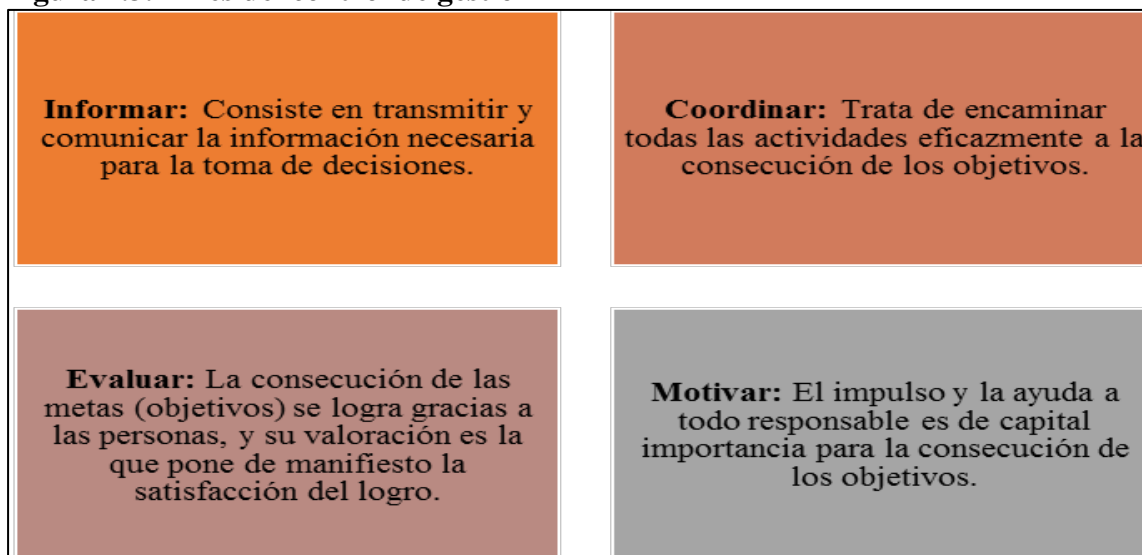 Informar: Consiste en transmitir y
comunicar la información necesaria
para la toma de decisiones.
Coordinar: Trata de encaminar
todas las actividades eficazmente a la
consecución de los objetivos.
Evaluar: La consecución de las
metas (objetivos) se logra gracias a
las personas, y su valoración es la
que pone de manifiesto la
satisfacción del logro.
Motivar: El impulso y la ayuda a
todo responsable es de capital
importancia para la consecución de
los objetivos.